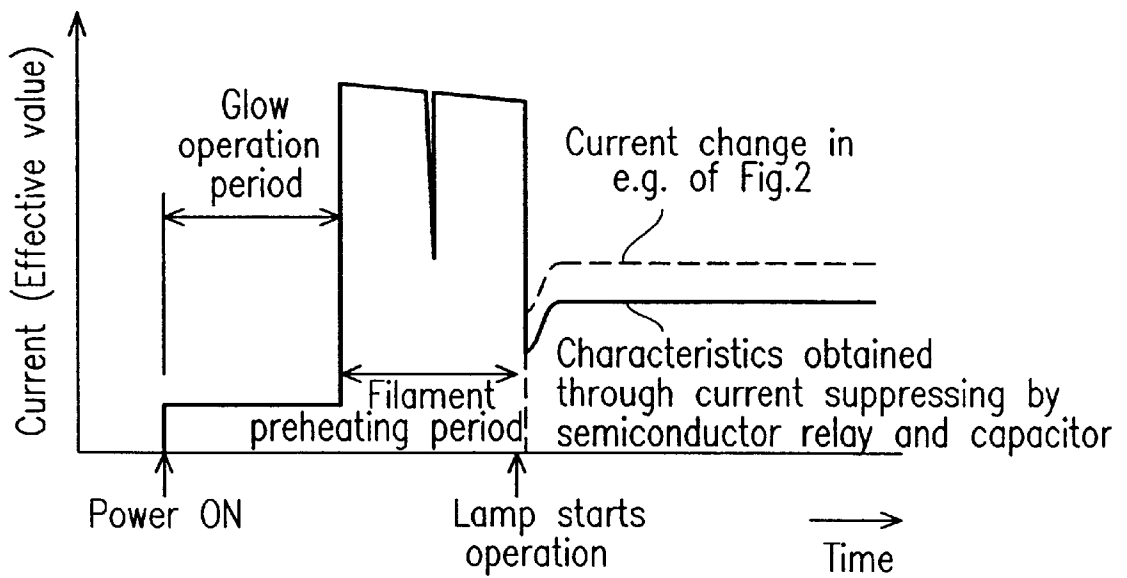 Current (Effective value)
Glow
operation
period
Current change in
e.g. of Fig.2
Characteristics obtained
through current suppressing by
semiconductor relay and capacitor
Filament
preheating period
Power ON
Lamp starts
operation
Time